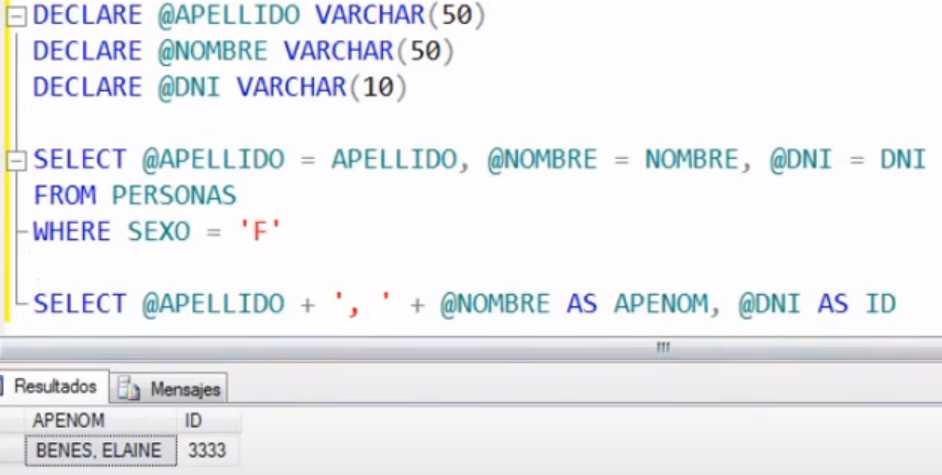 DECLARE @APELLIDO VARCHAR(50)
DECLARE @NOMBRE VARCHAR(50)
DECLARE @DNI VARCHAR(10)
SELECT @APELLIDO = APELLIDO, @NOMBRE = NOMBRE, @DNI = DNI
FROM PERSONAS
WHERE SEXO = 'F'
SELECT @APELLIDO + ', ' + @NOMBRE AS APENOM, @DNI AS ID
Resultados Mensajes
APENOM ID
BENES, ELAINE 3333